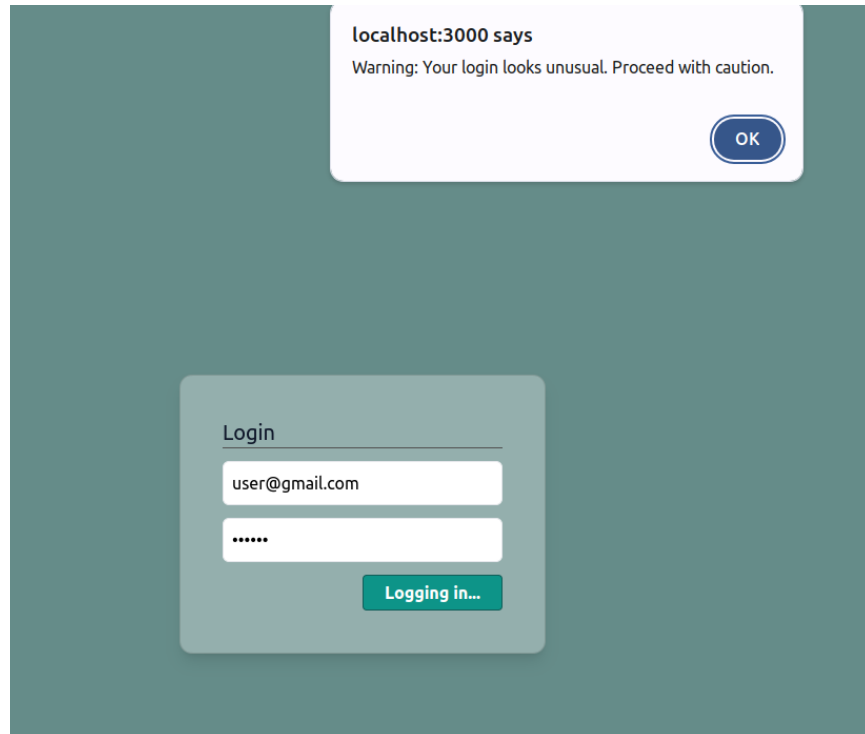 localhost:3000 says
Warning: Your login looks unusual. Proceed with caution.
OK
Login
user@gmail.com
••••••
Logging in...